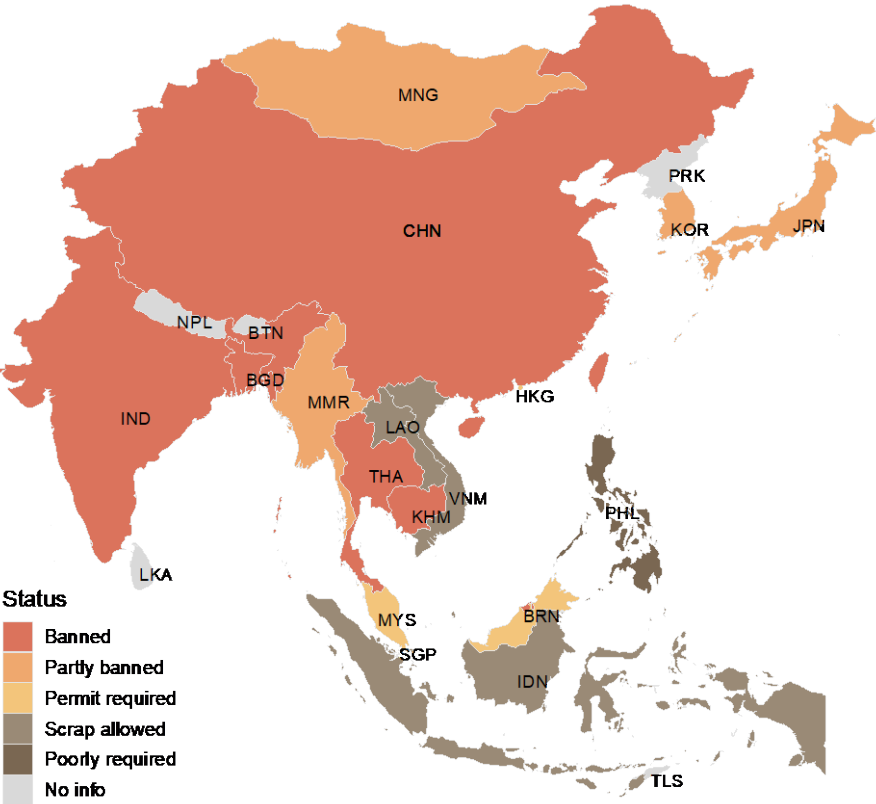 MNG
PRK
CHN
KOR
JPN
NPL
BTN
BGD
HKG
MMR
IND
LAO
THA
VNM
PHL
KHM
LKA
Status
Banned
MYS
BRN
SGP
Partly banned
IDN
Permit required
Scrap allowed
Poorly required
TLS
No info